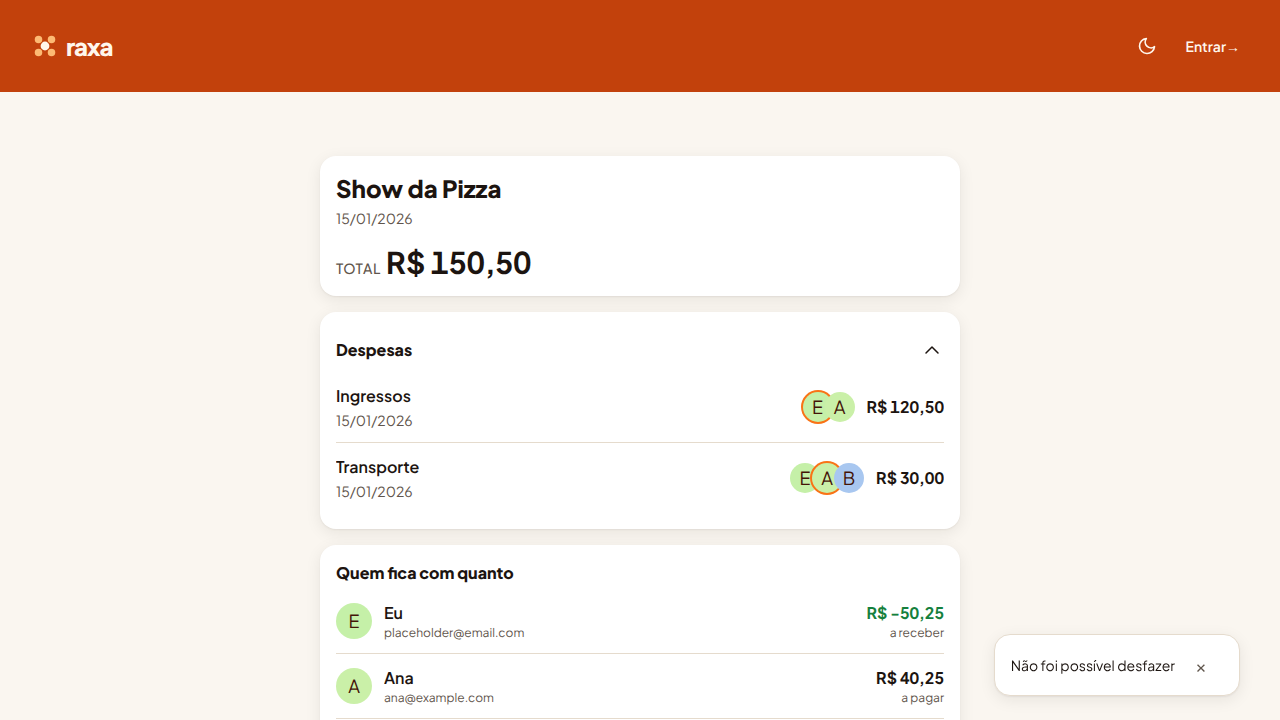 raxa
Entrar→
Show da Pizza
15/01/2026
TOTAL R$ 150,50
Despesas
Ingressos
15/01/2026
E A R$ 120,50
Transporte
15/01/2026
E A B R$ 30,00
Quem fica com quanto
E Eu R$ -50,25
placeholder@email.com a receber
A Ana R$ 40,25
ana@example.com a pagar
Não foi possível desfazer ×